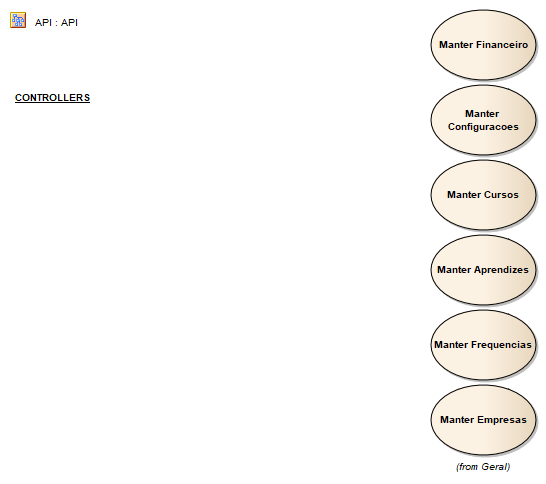 API : API
CONTROLLERS
Manter Financeiro
Manter
Configuracoes
Manter Cursos
Manter Aprendizes
Manter Frequencias
Manter Empresas
(from Geral)